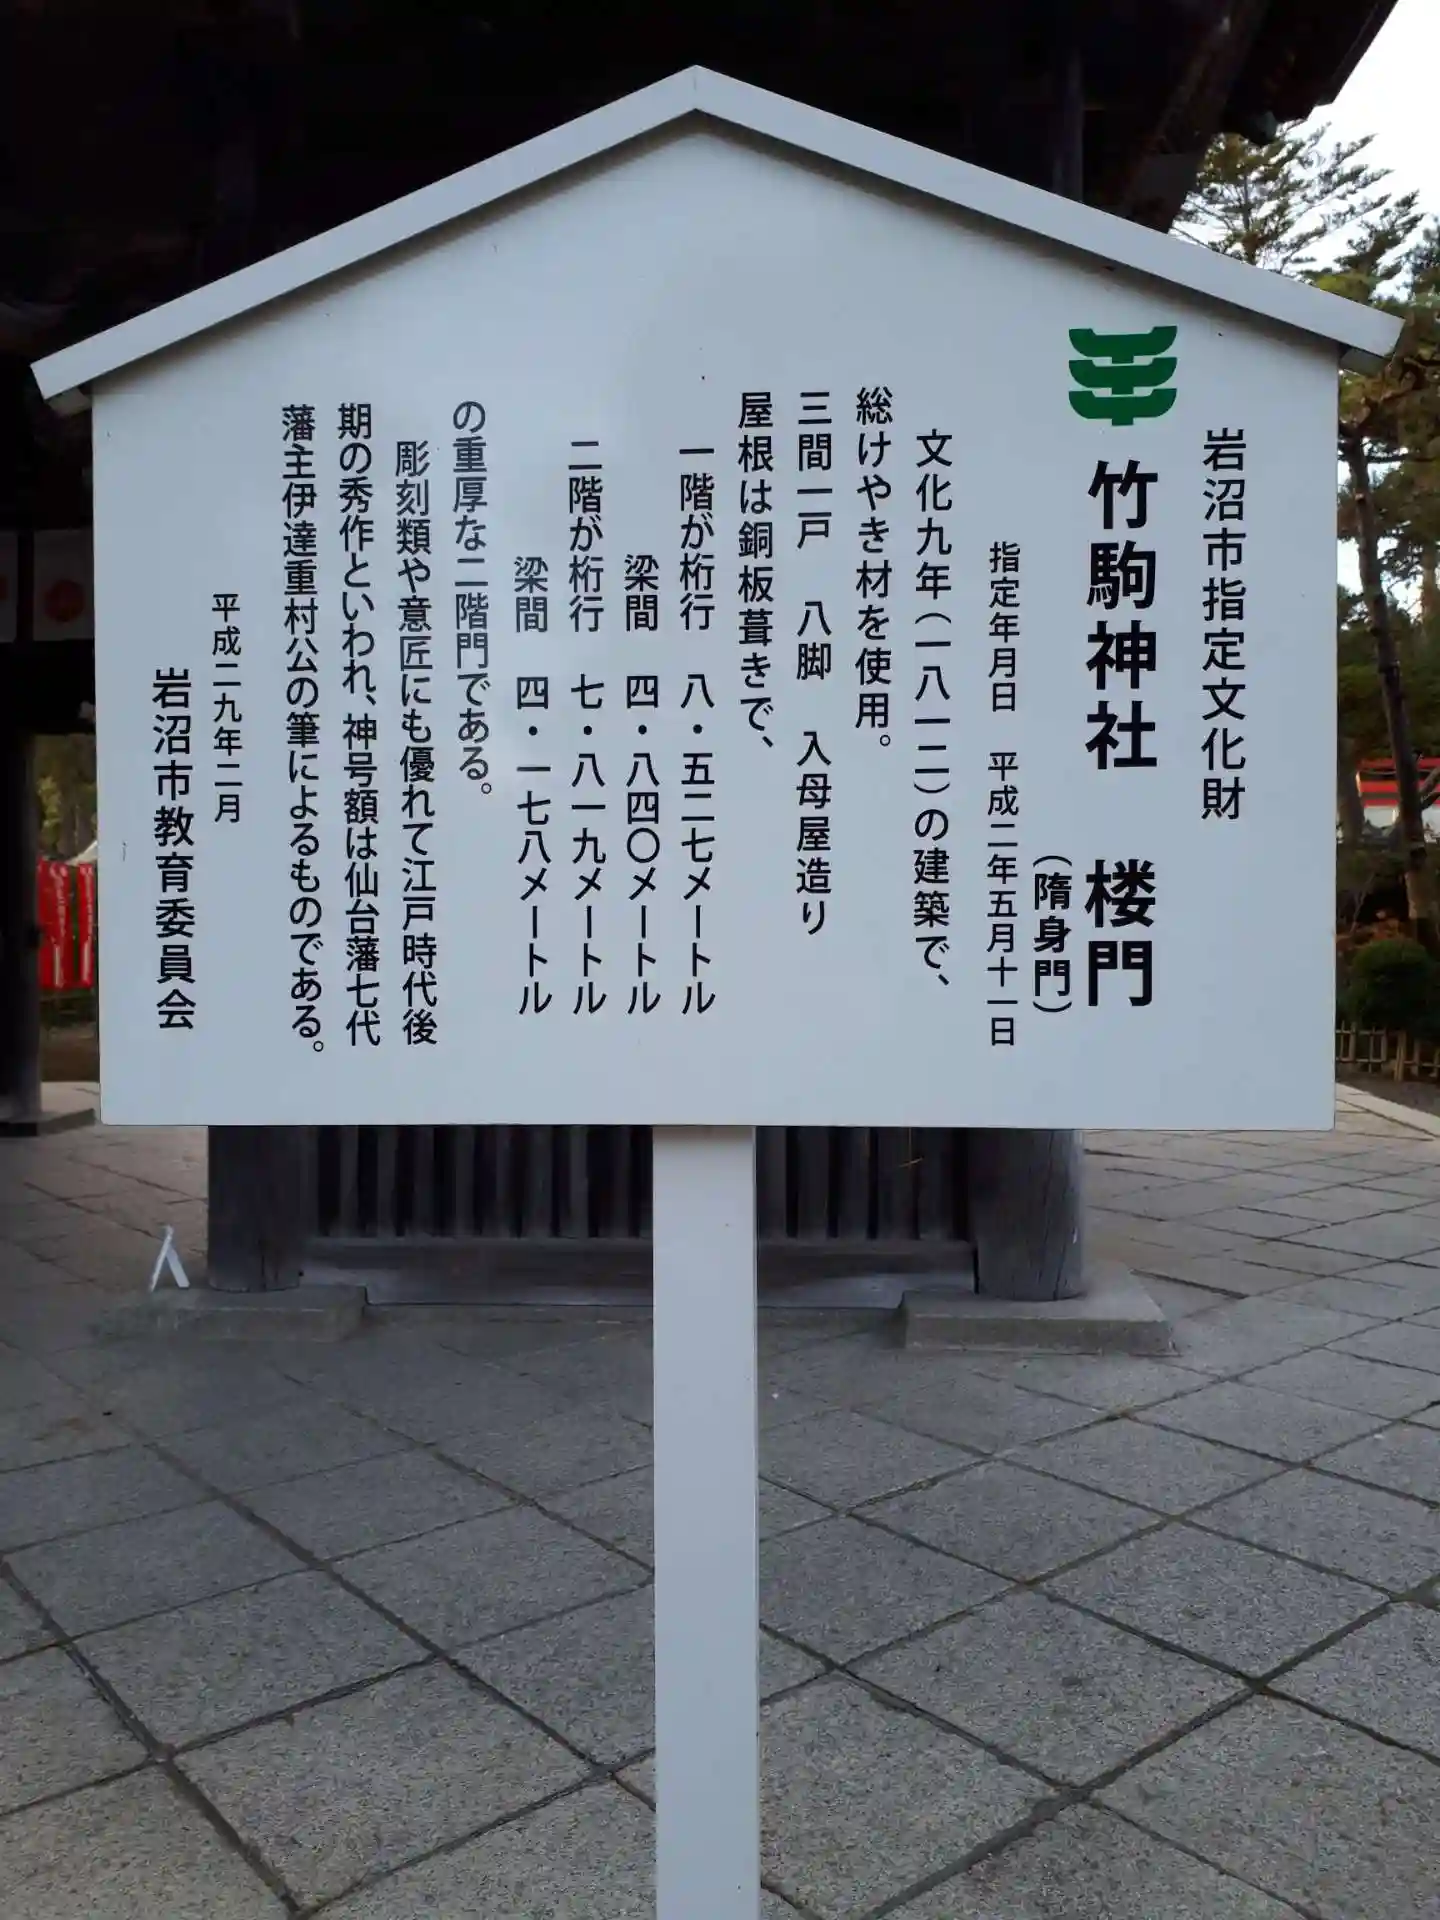 岩沼市指定文化財
竹駒神社 楼門
(隋身門)
指定年月日 平成二年五月十一日
文化九年(一八一二)の建築で、
総けやき材を使用。
三間一戸 八脚 入母屋造り
屋根は銅板葺きで、
一階が桁行 八・五二七メートル
梁間 四・八四〇メートル
二階が桁行 七・八一九メートル
梁間 四・一七八メートル
の重厚な二階門である。
彫刻類や意匠にも優れて江戸時代後
期の秀作といわれ、神号額は仙台藩七代
藩主伊達重村公の筆によるものである。
平成二九年二月
岩沼市教育委員会